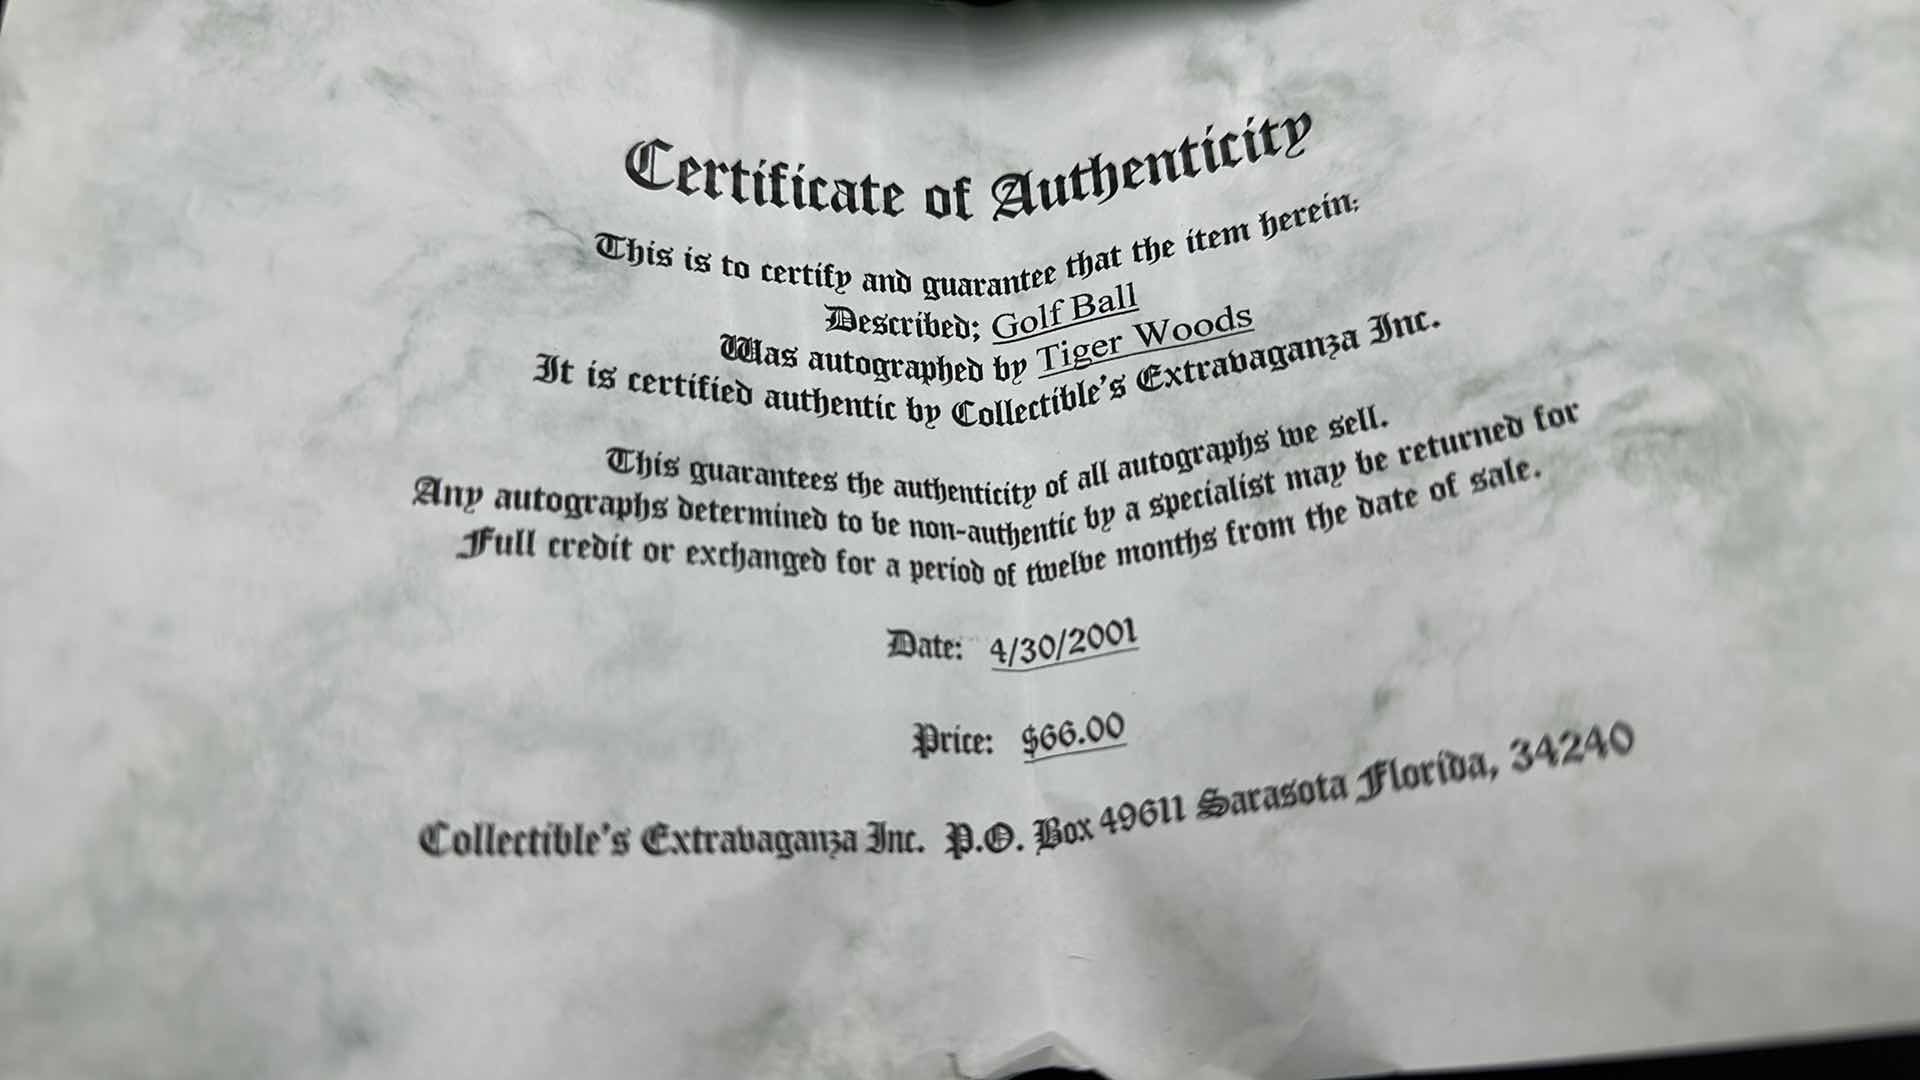 Certificate of Authenticity
This is to certify and guarantee that the item herein:
Described; Golf Ball
Was autographed by Tiger Woods
It is certified authentic by Collectible's Extravaganza Inc.
This guarantees the authenticity of all autographs we sell.
Any autographs determined to be non-authentic by a specialist may be returned for
Full credit or exchanged for a period of twelve months from the date of sale.
Date: 4/30/2001
Price: $66.00
Collectible's Extravaganza Inc. P.O. Box 49611 Sarasota Florida, 34240